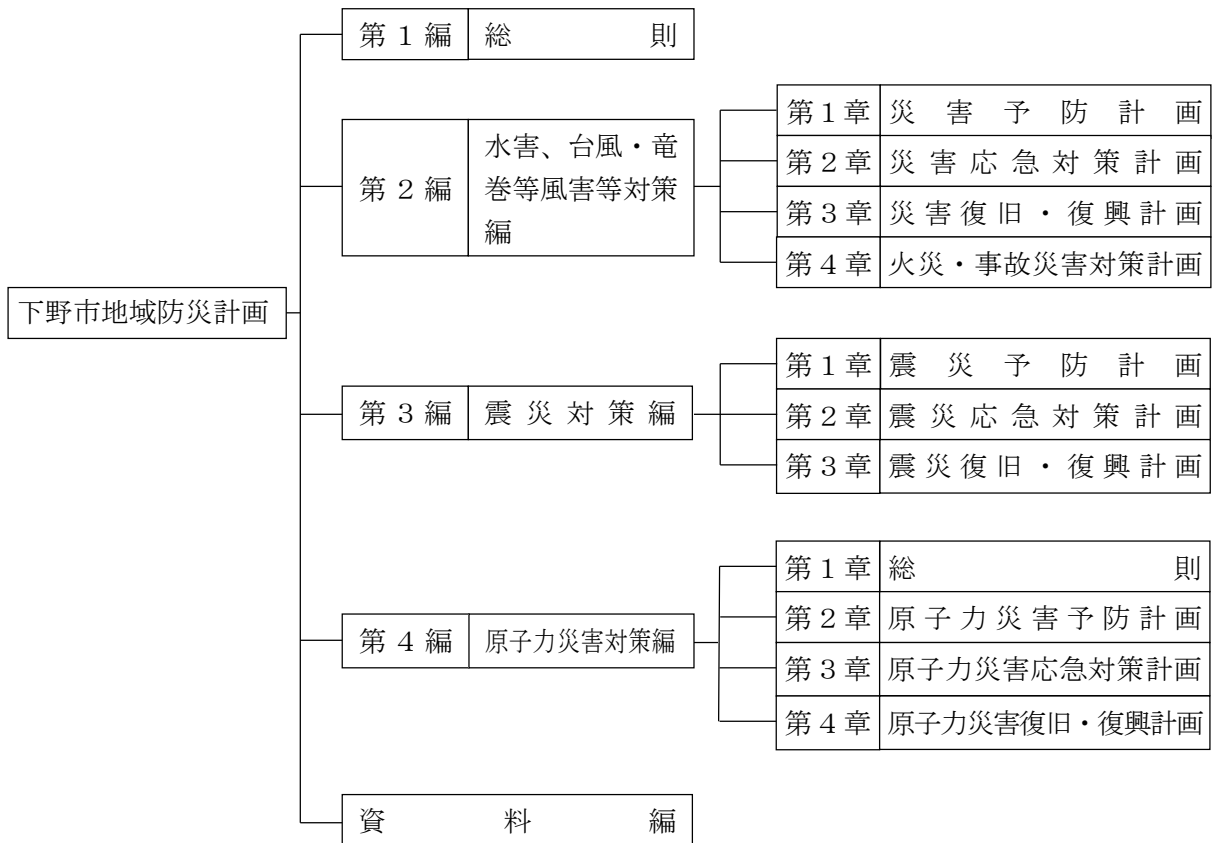 下野市地域防災計画
第1編 総則
第2編 水害、台風・竜
巻等風害等対策
編
第1章 災害予防計画
第2章 災害応急対策計画
第3章 災害復旧・復興計画
第4章 火災・事故災害対策計画
第3編 震災対策編
第1章 震災予防計画
第2章 震災応急対策計画
第3章 震災復旧・復興計画
第4編 原子力災害対策編
第1章 総則
第2章 原子力災害予防計画
第3章 原子力災害応急対策計画
第4章 原子力災害復旧・復興計画
資料編